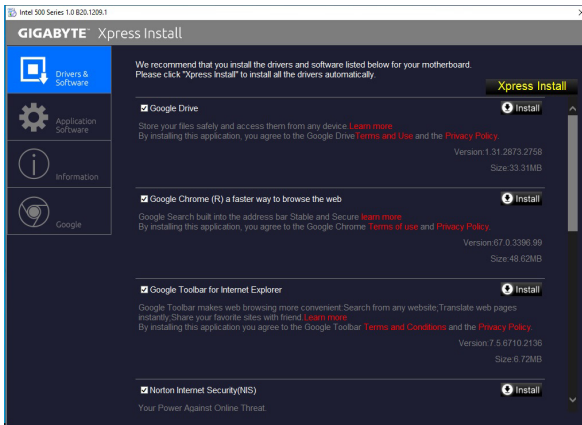 Intel 500 Series 1.0 B20.1209.1
GIGABYTE™ Xpress Install
Drivers &
Software
Application
Software
Information
Google
We recommend that you install the drivers and software listed below for your motherboard.
Please click "Xpress Install" to install all the drivers automatically.
Xpress Install
Google Drive
Install
Store your files safely and access them from any device.Learn more
By installing this application, you agree to the Google DriveTerms and Use and the Privacy Policy.
Version:1.31.2873.2758
Size:33.31MB
Google Chrome (R) a faster way to browse the web
Install
Google Search built into the address bar Stable and Secure learn more
By installing this application, you agree to the Google Chrome Terms of use and Privacy Policy.
Version:67.0.3396.99
Size:48.62MB
Google Toolbar for Internet Explorer
Install
Google Toolbar makes web browsing more convenient.Search from any website;Translate web pages
instantly;Share your favorite sites with friend.Learn more
By installing this application you agree to the Google Toolbar Terms and Conditions and the Privacy Policy.
Version:7.5.6710.2136
Size:6.72MB
Norton Internet Security(NIS)
Install
Your Power Against Online Threat.